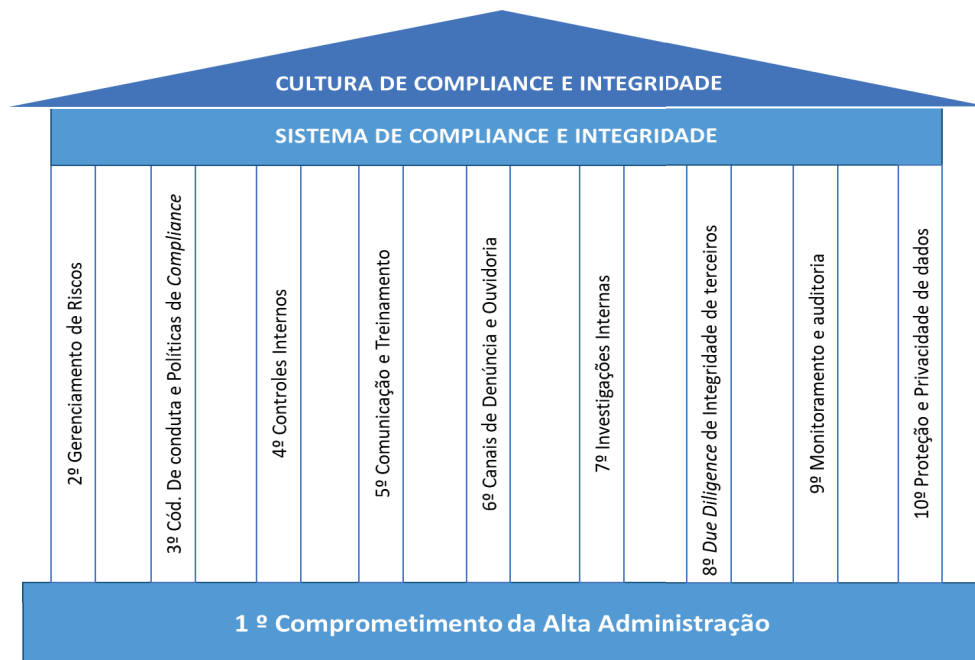 CULTURA DE COMPLIANCE E INTEGRIDADE
SISTEMA DE COMPLIANCE E INTEGRIDADE
2º Gerenciamento de Riscos
3º Cód. De conduta e Políticas de Compliance
4º Controles Internos
5º Comunicação e Treinamento
6º Canais de Denúncia e Ouvidoria
7º Investigações Internas
8º Due Diligence de Integridade de terceiros
9º Monitoramento e auditoria
10º Proteção e Privacidade de dados
1 º Comprometimento da Alta Administração